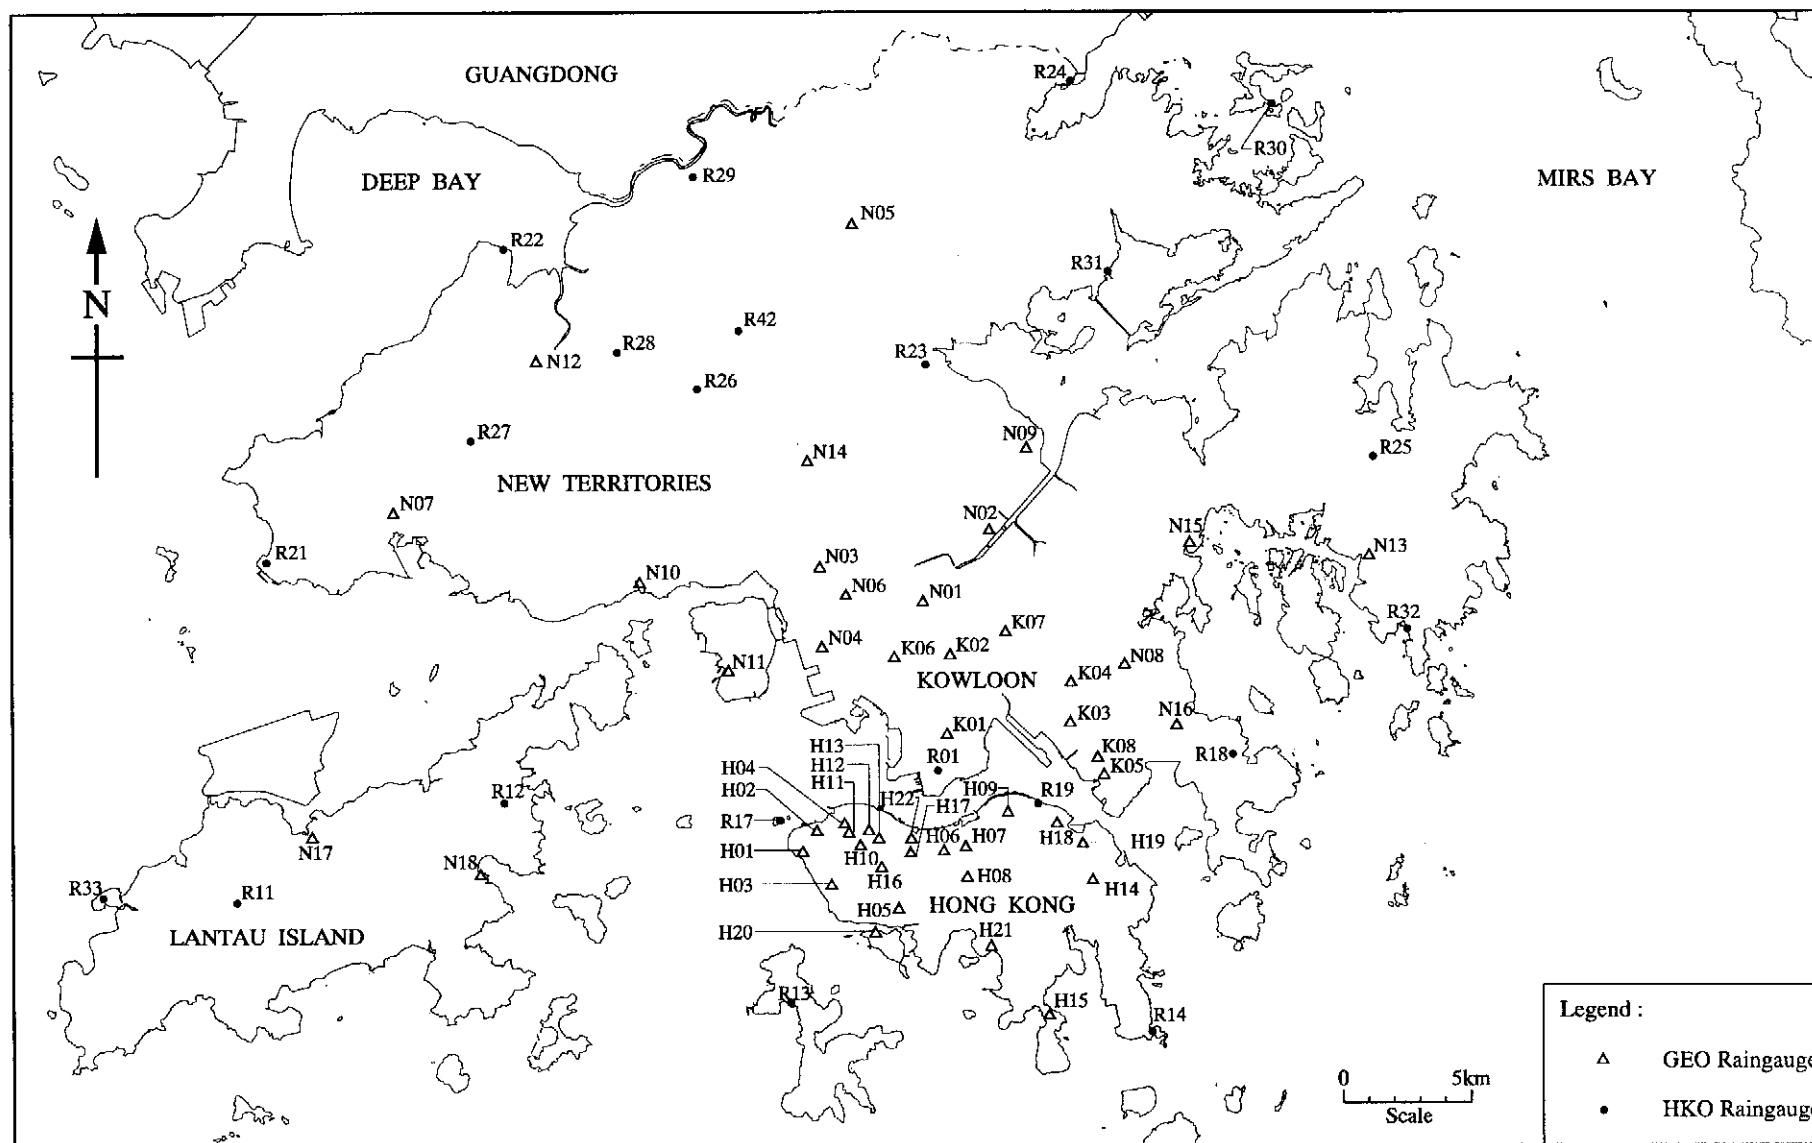 GUANGDONG
R24
R30
DEEP BAY
R29
MIRS BAY
N05
R22
R31
N
R42
R28
N12
R23
R26
R27
N09
N14
R25
NEW TERRITORIES
N07
N02
N15
N13
R21
N03
N10
N06
N01
R32
K07
N04
K06
K02
N11
N08
KOWLOON
K04
K03
N16
K01
H13
R01
K08
R18
H12
H04
H11
K05
H09
R19
H02
H22
H17
R12
R17
H06
H07
H18
H19
N17
H01
H10
N18
H16
H03
H08
H14
R33
R11
H05
HONG KONG
H20
LANTAU ISLAND
H21
R13
H15
R14
Legend :
GEO Raingauge
0
5km
Scale
HKO Raingauge